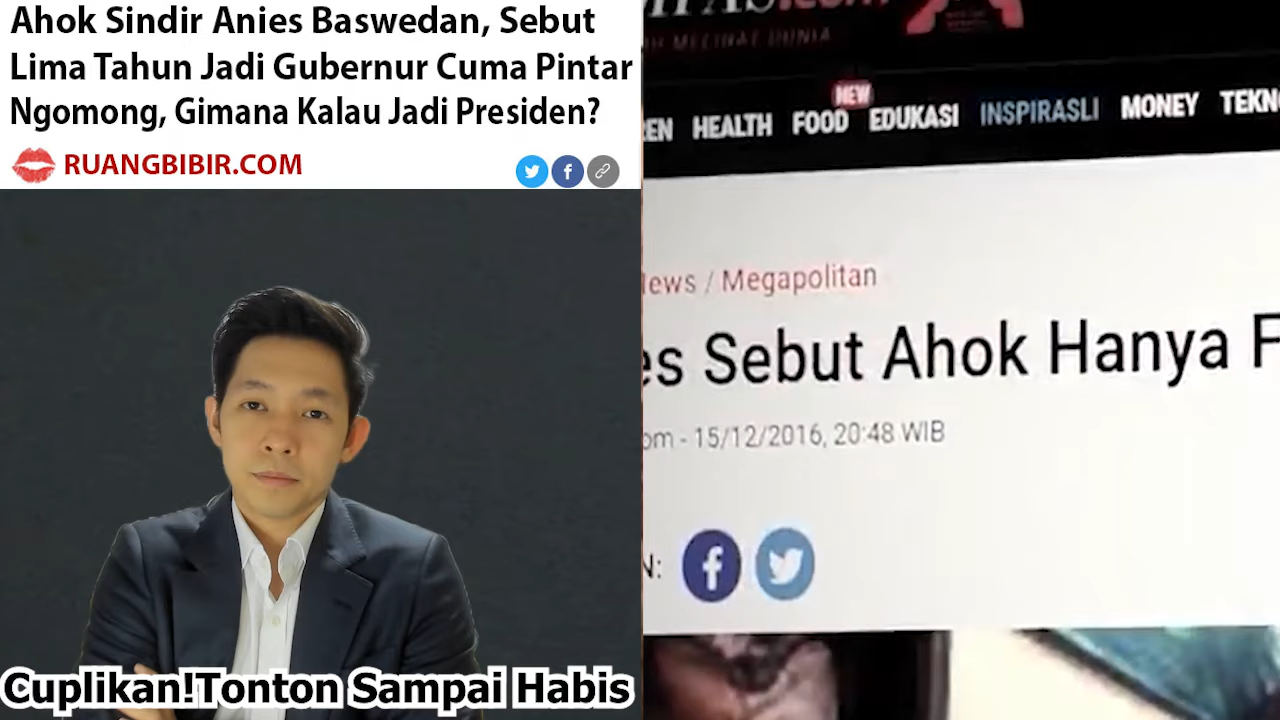 Ahok Sindir Anies Baswedan, Sebut
Lima Tahun Jadi Gubernur Cuma Pintar
Ngomong, Gimana Kalau Jadi Presiden?
RUANGBIBIR.COM
Cuplikan!Tonton Sampai Habis
.com
NEW
HEALTH FOOD EDUKASI INSPIRASLI MONEY
News / Megapolitan
Sebut Ahok Hanya
- 15/12/2016, 20:48 WIB